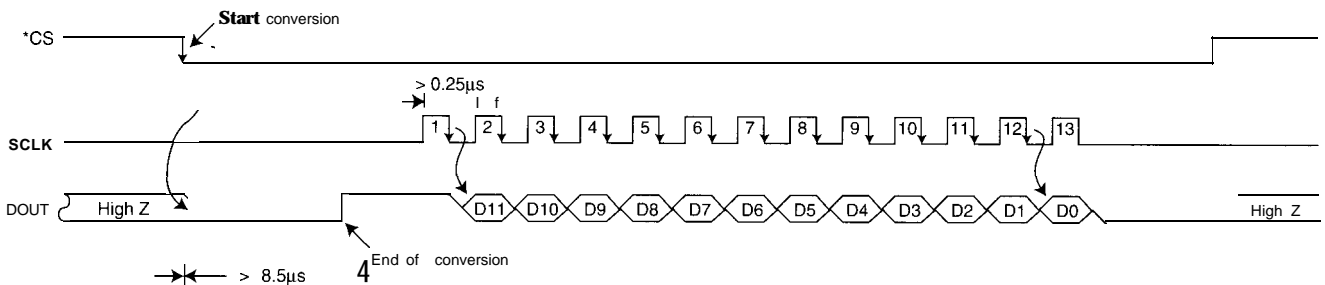 Start conversion
*CS
> 0.25µs
I f
SCLK
1 2 3 4 5 6 7 8 9 10 11 12 13
DOUT
High Z
D11 D10 D9 D8 D7 D6 D5 D4 D3 D2 D1 D0
High Z
4 End of conversion
> 8.5µs